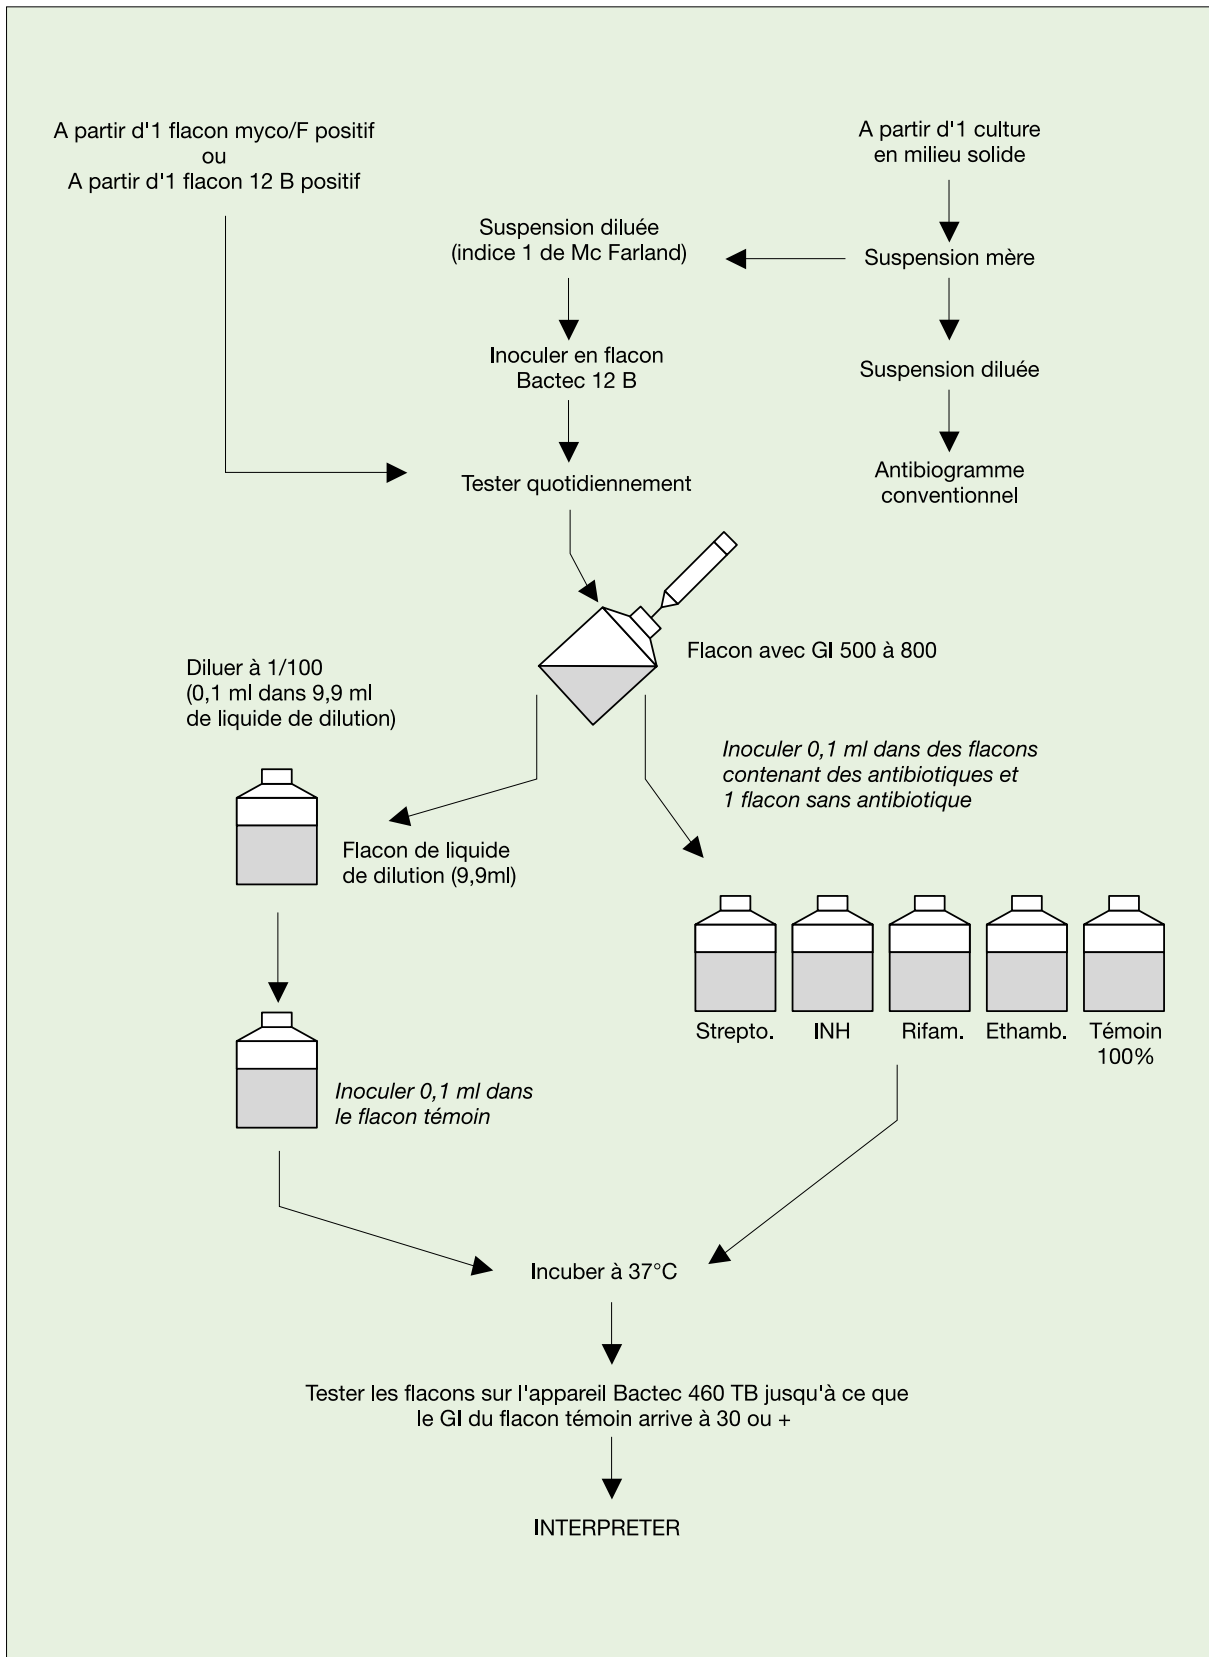 A partir d'1 flacon myco/F positif
ou
A partir d'1 flacon 12 B positif
A partir d'1 culture
en milieu solide
Suspension diluée
(indice 1 de Mc Farland)
Suspension mère
Inoculer en flacon
Bactec 12 B
Suspension diluée
Tester quotidiennement
Antibiogramme
conventionnel
Flacon avec GI 500 à 800
Diluer à 1/100
(0,1 ml dans 9,9 ml
de liquide de dilution)
Inoculer 0,1 ml dans des flacons
contenant des antibiotiques et
1 flacon sans antibiotique
Flacon de liquide
de dilution (9,9ml)
Strepto.
INH
Rifam.
Ethamb.
Témoin
100%
Inoculer 0,1 ml dans
le flacon témoin
Incuber à 37°C
Tester les flacons sur l'appareil Bactec 460 TB jusqu'à ce que
le GI du flacon témoin arrive à 30 ou +
INTERPRETER